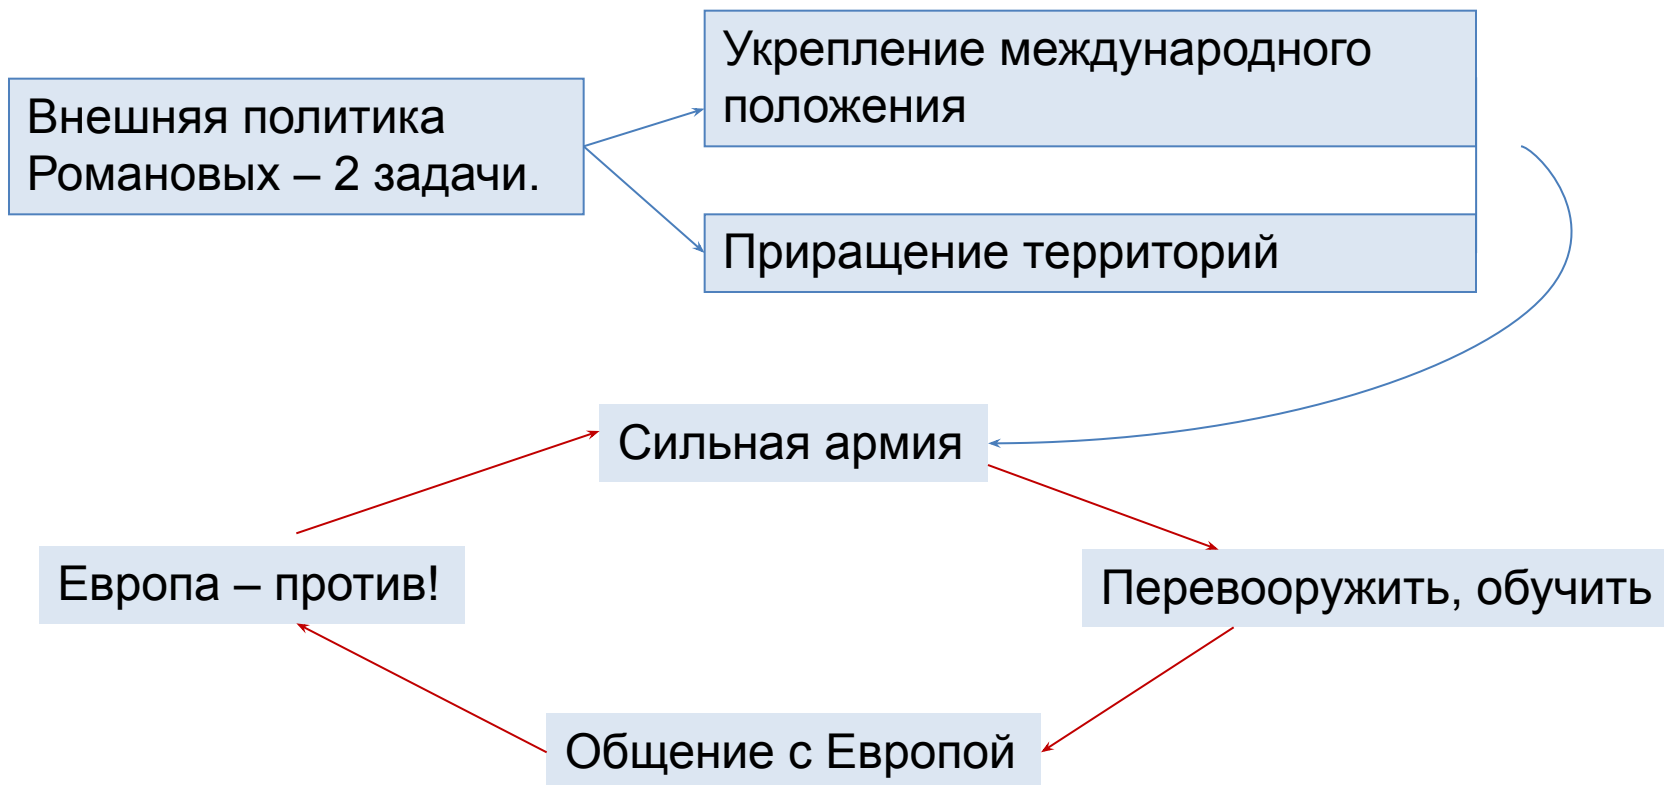 Укрепление международного
положения
Внешняя политика
Романовых – 2 задачи.
Приращение территорий
Сильная армия
Европа – против!
Перевооружить, обучить
Общение с Европой